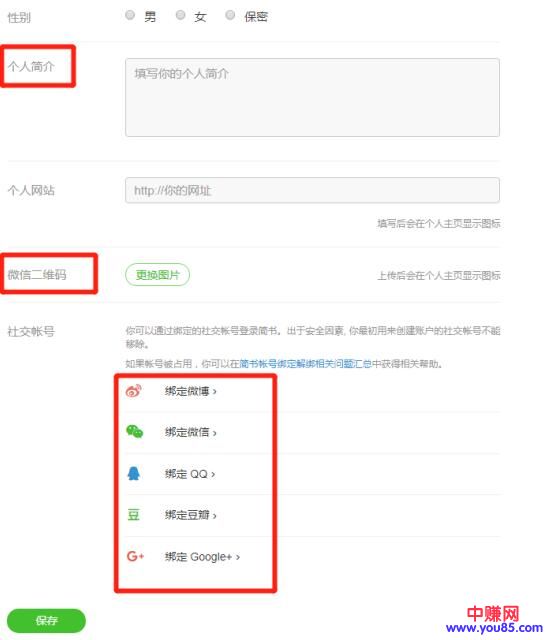 性别 男 女 保密
个人简介 填写你的个人简介
个人网站 http://你的网址
填写后会在个人主页显示图标
微信二维码 更换图片 上传后会在个人主页显示图标
社交帐号 你可以通过绑定的社交帐号登录简书。出于安全因素, 你最初用来创建账户的社交帐号不能
移除。
如果帐号被占用，你可以在简书帐号绑定解绑相关问题汇总中获得相关帮助。
绑定微博 ›
绑定微信 ›
绑定 QQ ›
豆 绑定豆瓣 ›
G+ 绑定 Google+ ›
保存
中赚网
www.you85.com